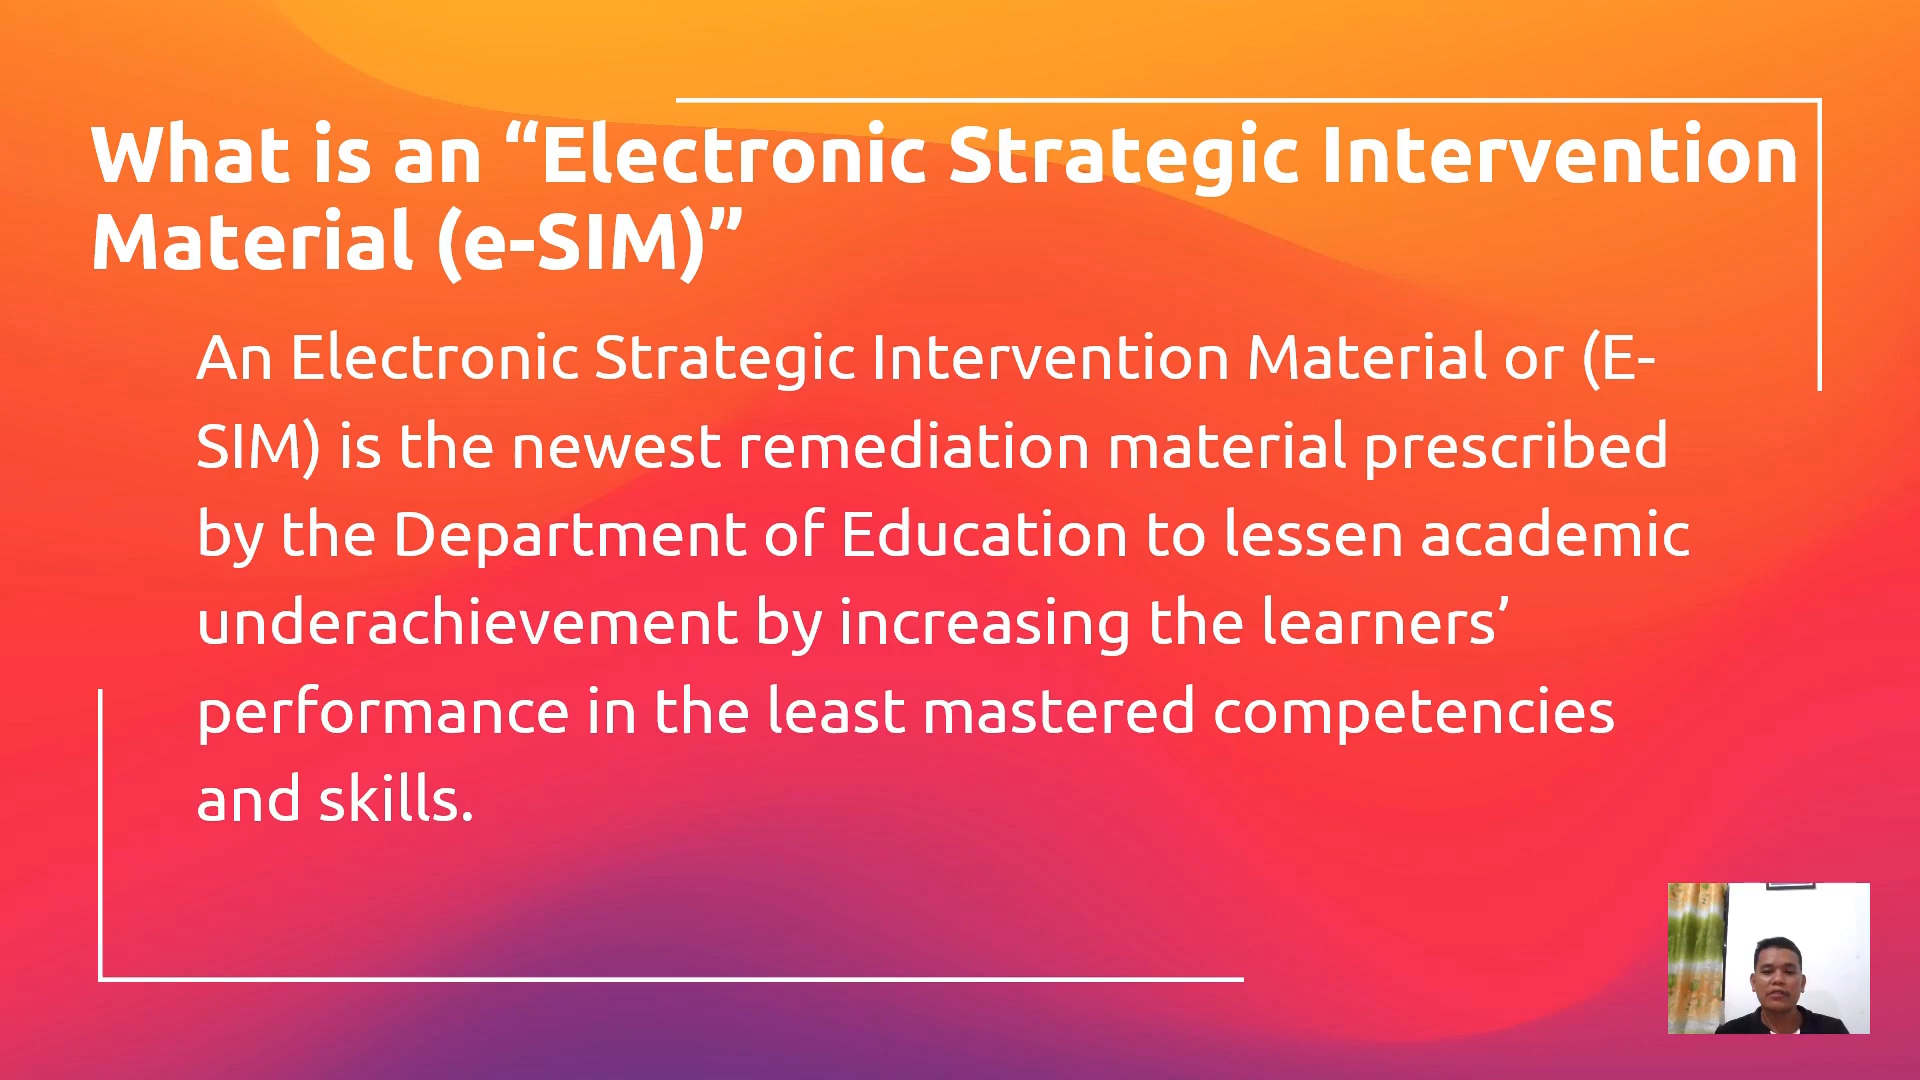 What is an “Electronic Strategic Intervention
Material (e-SIM)”
An Electronic Strategic Intervention Material or (E-
SIM) is the newest remediation material prescribed
by the Department of Education to lessen academic
underachievement by increasing the learners’
performance in the least mastered competencies
and skills.